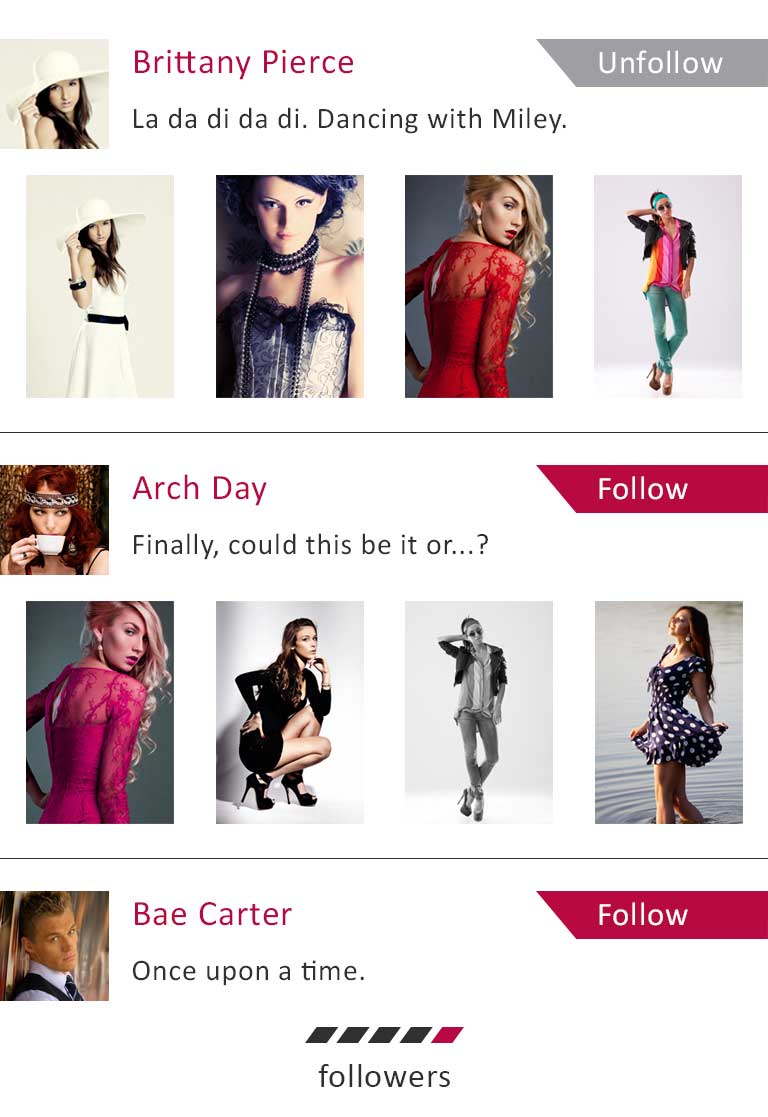 Brittany Pierce
Unfollow
La da di da di. Dancing with Miley.
Arch Day
Follow
Finally, could this be it or...?
Bae Carter
Follow
Once upon a time.
followers